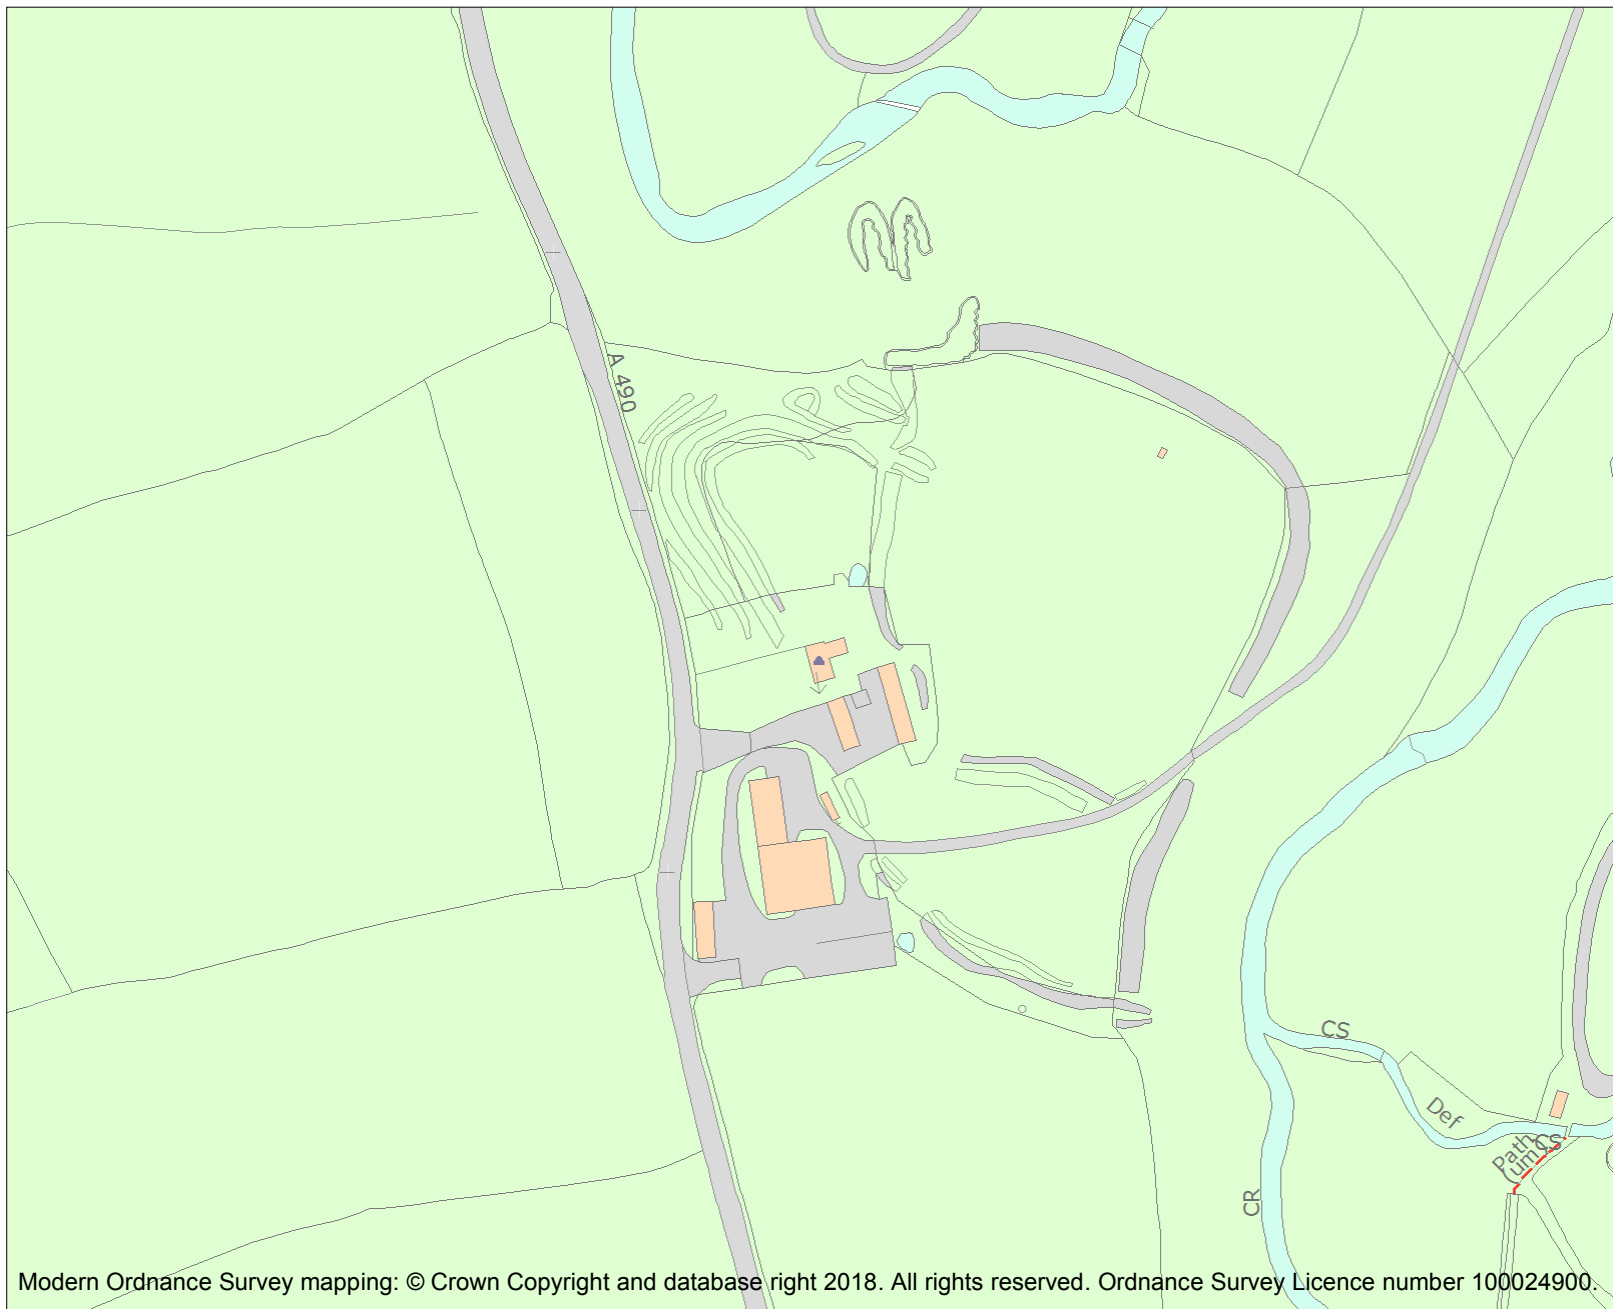 A 490
CS
Def
Path
(um)
CS
CR
Modern Ordnance Survey mapping: © Crown Copyright and database right 2018. All rights reserved. Ordnance Survey Licence number 100024900.